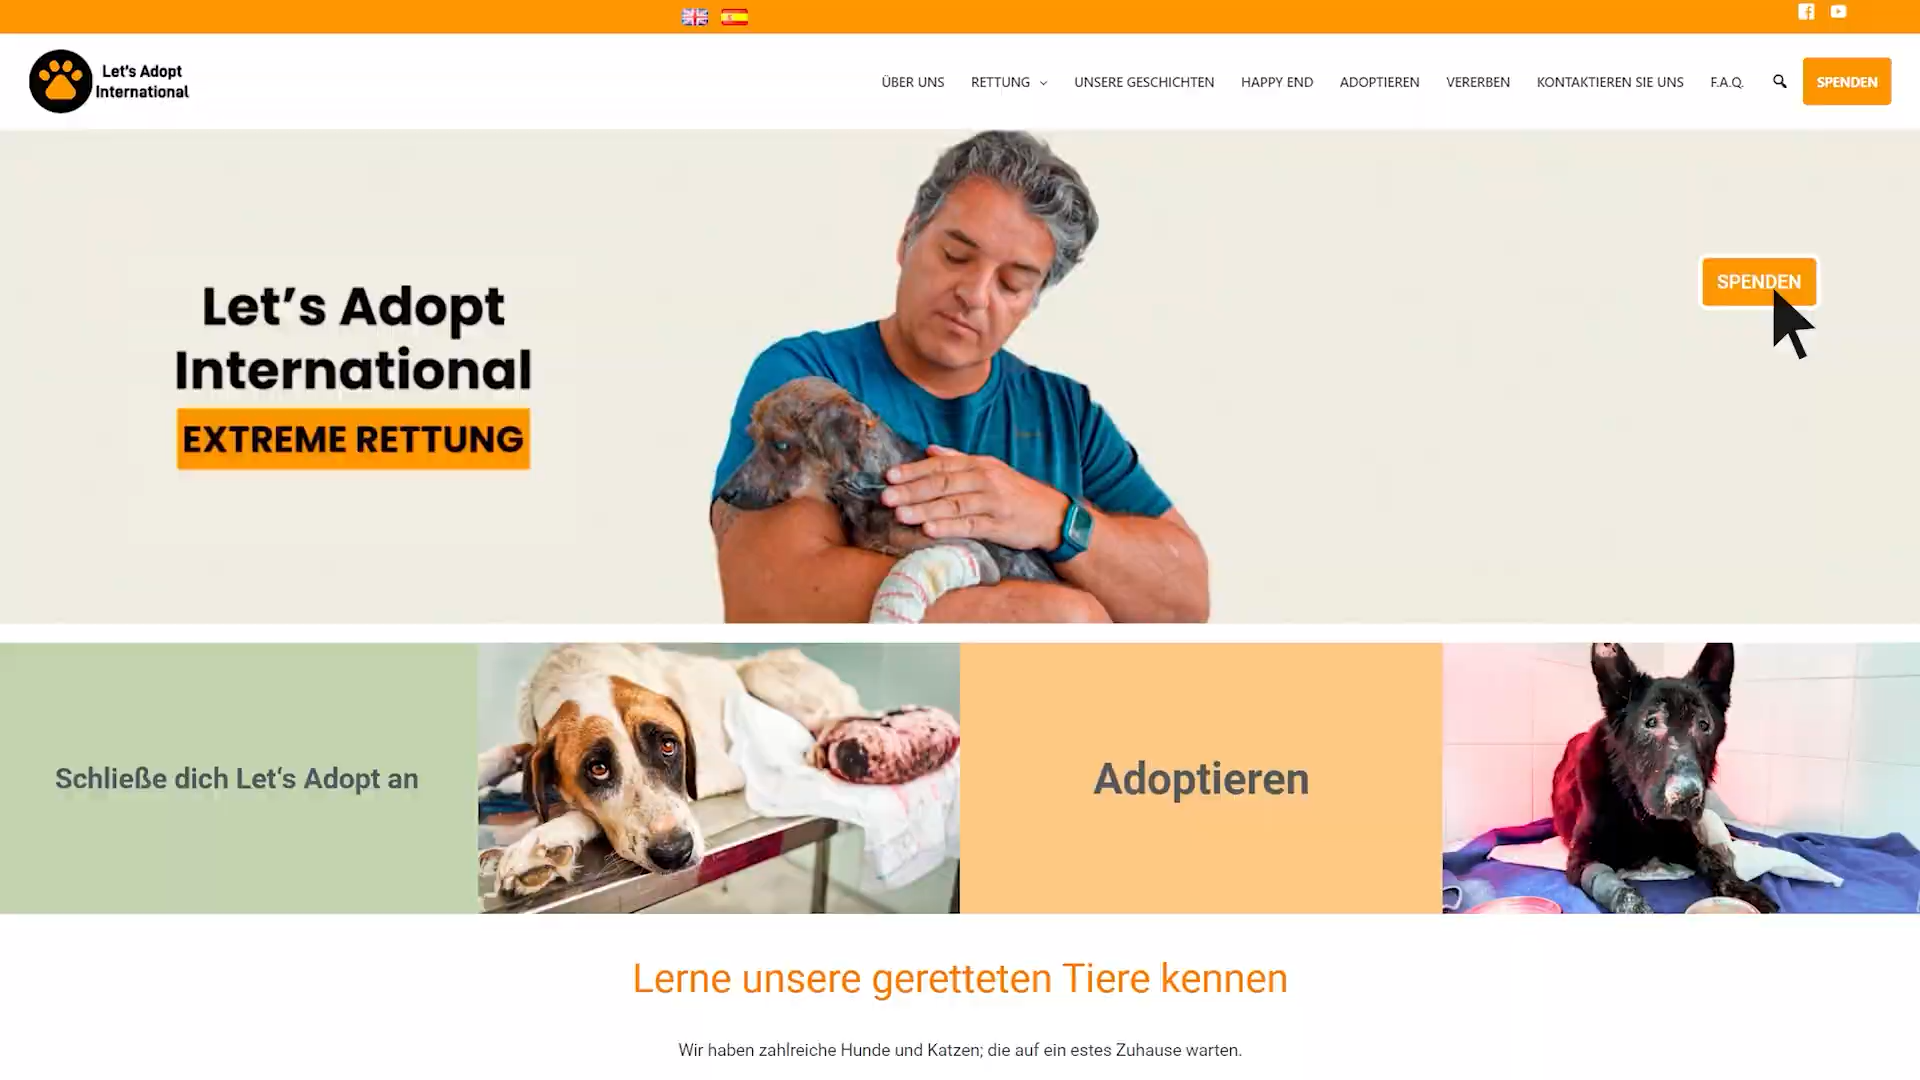 Let's Adopt
International
ÜBER UNS
RETTUNG
UNSERE GESCHICHTEN
HAPPY END
ADOPTIEREN
VERERBEN
KONTAKTIEREN SIE UNS
F.A.Q.
SPENDEN
Let's Adopt
International
EXTREME RETTUNG
SPENDEN
Schließe dich Let‘s Adopt an
Adoptieren
Lerne unsere geretteten Tiere kennen
Wir haben zahlreiche Hunde und Katzen; die auf ein estes Zuhause warten.